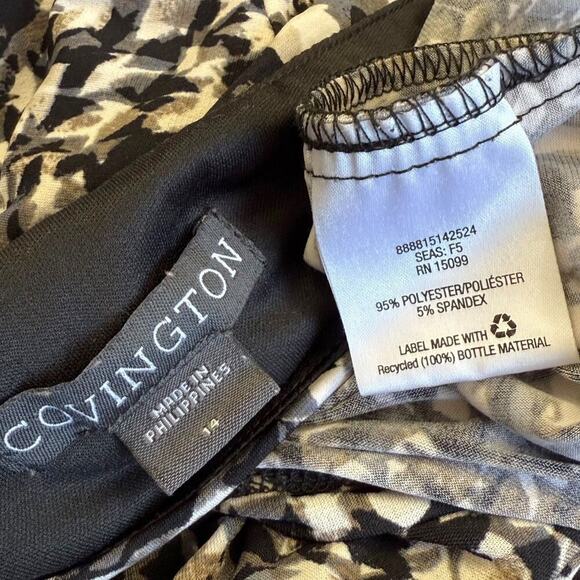 COVINGTON
MADE IN
PHILIPPINES
14
888815142524
SEAS: F5
RN 15099
95% POLYESTER/POLIÉSTER
5% SPANDEX
LABEL MADE WITH
Recycled (100%) BOTTLE MATERIAL